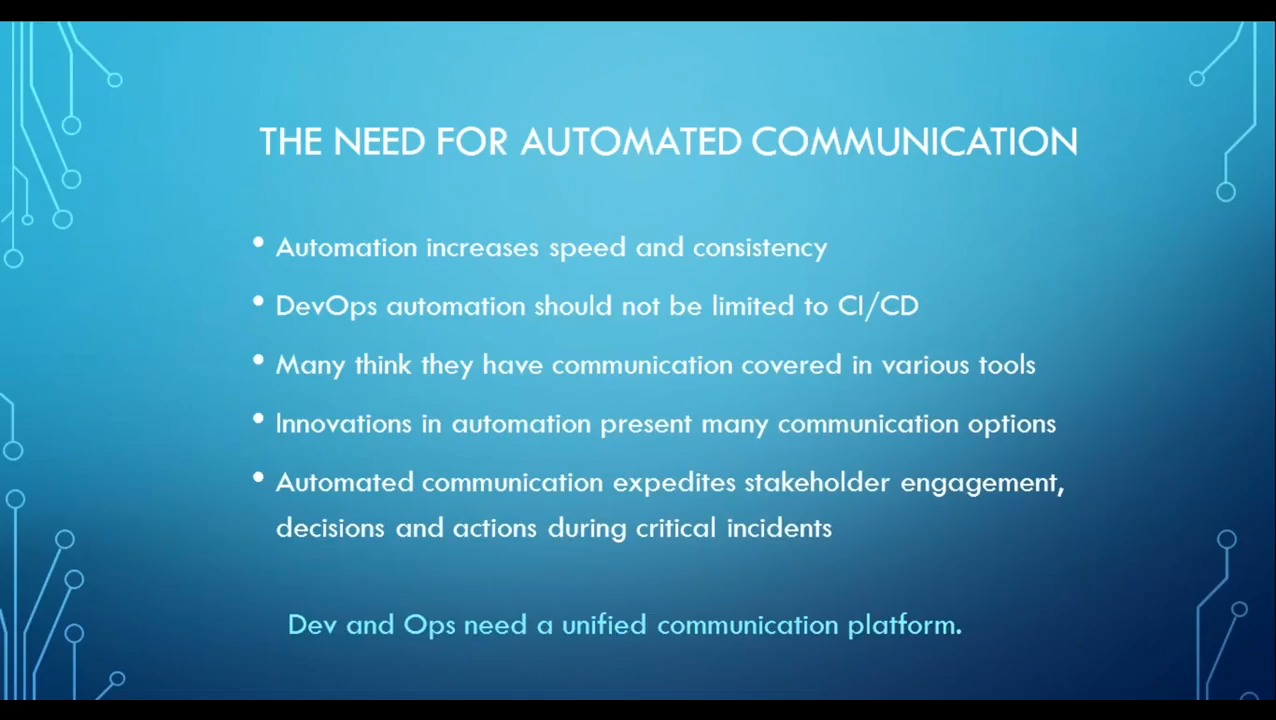 THE NEED FOR AUTOMATED COMMUNICATION
• Automation increases speed and consistency
• DevOps automation should not be limited to CI/CD
• Many think they have communication covered in various tools
• Innovations in automation present many communication options
• Automated communication expedites stakeholder engagement,
decisions and actions during critical incidents
Dev and Ops need a unified communication platform.